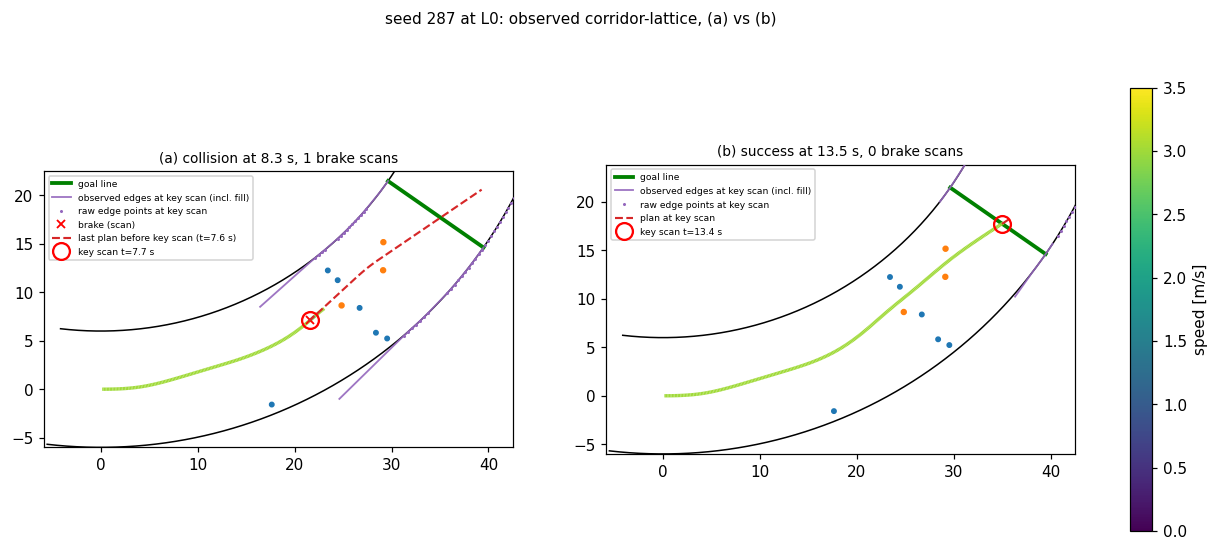 seed 287 at L0: observed corridor-lattice, (a) vs (b)
(a) collision at 8.3 s, 1 brake scans
goal line
observed edges at key scan (incl. fill)
raw edge points at key scan
brake (scan)
last plan before key scan (t=7.6 s)
key scan t=7.7 s
20
15
10
5
0
−5
0
10
20
30
40
(b) success at 13.5 s, 0 brake scans
goal line
observed edges at key scan (incl. fill)
raw edge points at key scan
plan at key scan
key scan t=13.4 s
20
15
10
5
0
−5
0
10
20
30
40
3.5
3.0
2.5
2.0
1.5
1.0
0.5
0.0
speed [m/s]